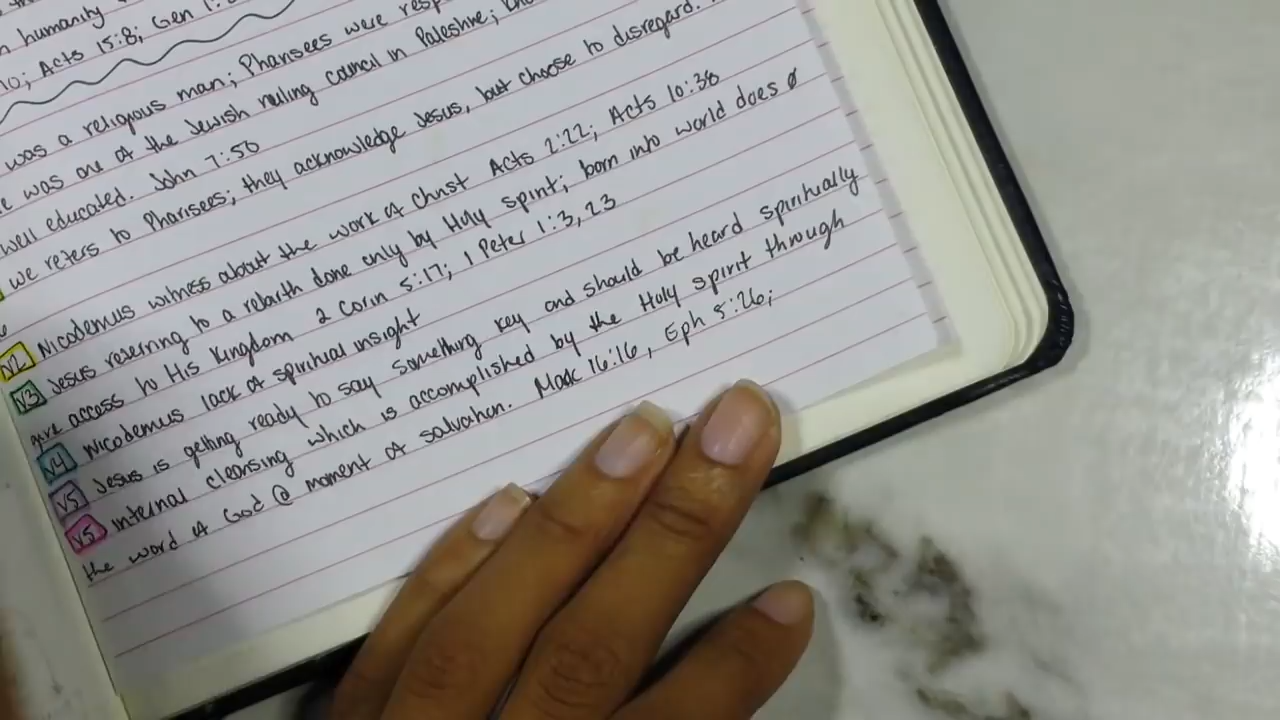 n humanity
10; Acts 15:8; Gen 1:
was a religious man; Pharisees were resp
e was one of the Jewish ruling council in Palestine;
well educated. John 7:50
we refers to Pharisees; they acknowledge Jesus, but choose to disregard.
V2 Nicodemus witness about the work of Christ Acts 2:22; Acts 10:38
V3 Jesus referring to a rebirth done only by Holy spirit; born into world does ∅
give access to His kingdom 2 Corin 5:17; 1 Peter 1:3, 23
V4 Nicodemus lack of spiritual insight
V5 Jesus is getting ready to say something key and should be heard spiritually
V5 Internal cleansing which is accomplished by the Holy spirit through
the word of God @ moment of salvation. Mark 16:16, Eph 5:26;